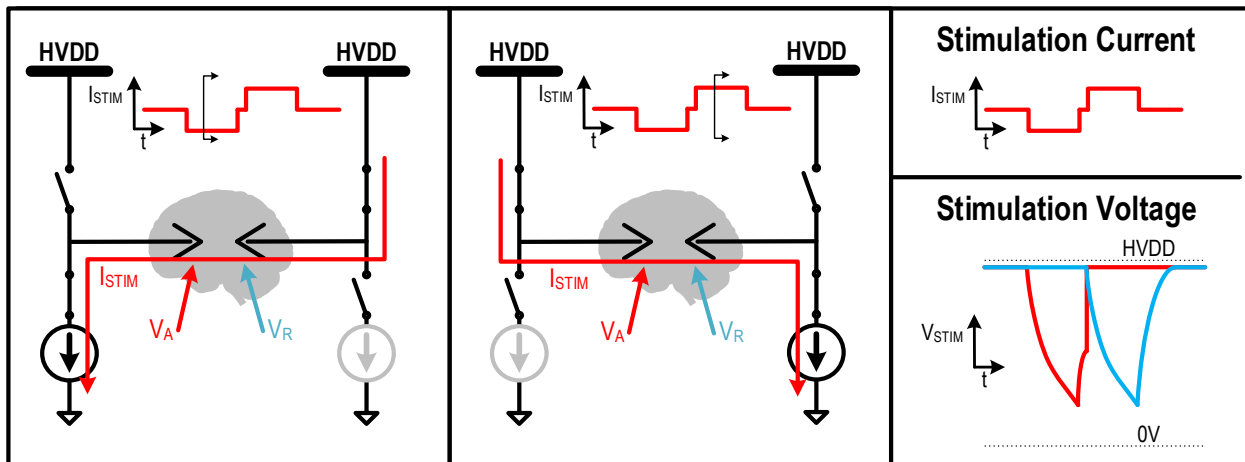 HVDD
HVDD
ISTIM
t
ISTIM
VA
VR
HVDD
HVDD
ISTIM
t
ISTIM
VA
VR
Stimulation Current
ISTIM
t
Stimulation Voltage
HVDD
VSTIM
t
0V